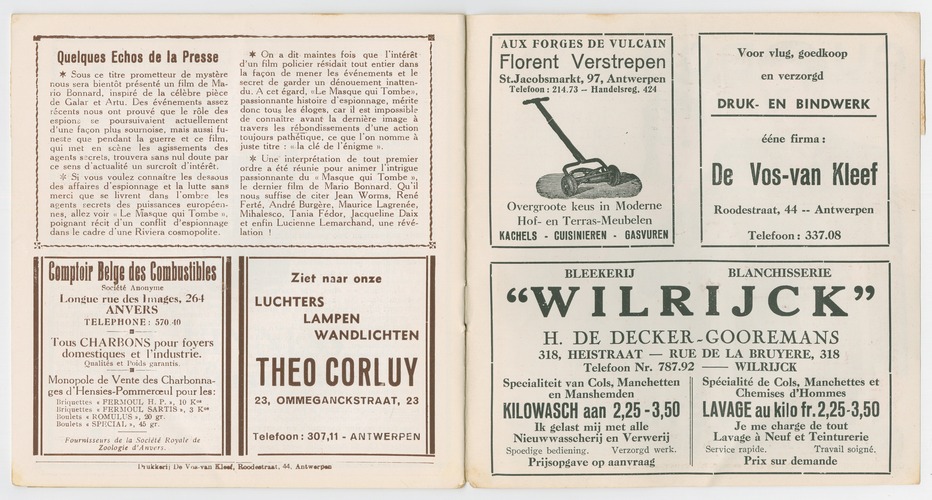 Quelques Echos de la Presse
* Sous ce titre prometteur de mystère
nous sera bientôt présenté un film de Ma-
rio Bonnard, inspiré de la célèbre pièce
de Galar et Artu. Des événements assez
récents nous ont prouvé que le rôle des
espions se poursuivaient actuellement
d'une façon plus sournoise, mais aussi fu-
neste que pendant la guerre et ce film,
qui met en scène les agissements des
agents secrets, trouvera sans nul doute par
ce sens d'actualité un surcroît d'intérêt.
* Si vous voulez connaître les dessous
des affaires d'espionnage et la lutte sans
merci que se livrent dans l'ombre les
agents secrets des puissances européen-
nes, allez voir « Le Masque qui Tombe »,
poignant récit d'un conflit d'espionnage
dans le cadre d'une Riviera cosmopolite.
* On a dit maintes fois que l'intérêt
d'un film policier résidait tout entier dans
la façon de mener les événements et le
secret de garder un dénouement inatten-
du. A cet égard, «Le Masque qui Tombe»,
passionnante histoire d'espionnage, mérite
donc tous les éloges, car il est impossible
de connaître avant la dernière image à
travers les rébondissements d'une action
toujours pathétique, ce que l'on nomme à
juste titre : « la clé de l'énigme ».
* Une interprétation de tout premier
ordre a été réunie pour animer l'intrigue
passionnante du « Masque qui Tombe »,
le dernier film de Mario Bonnard. Qu'il
nous suffise de citer Jean Worms, René
Ferté, André Burgère, Maurice Lagrenée,
Mihalesco, Tania Fédor, Jacqueline Daix
et enfin Lucienne Lemarchand, une révé-
lation !
Comptoir Belge des Combustibles
Société Anonyme
Longue rue des Images, 264
ANVERS
TELEPHONE : 570 40
Tous CHARBONS pour foyers
domestiques et l'industrie.
Qualités et Poids garantis.
Monopole de Vente des Charbonna-
ges d'Hensies-Pommerœul pour les:
Briquettes « FERMOUL H. P. », 10 Kos
Briquettes « FERMOUL SARTIS », 3 Kos
Boulets « ROMULUS », 20 gr.
Boulets « SPECIAL », 45 gr.
Fournisseurs de la Société Royale de
Zoologie d'Anvers.
Ziet naar onze
LUCHTERS
LAMPEN
WANDLICHTEN
THEO CORLUY
23, OMMEGANCKSTRAAT, 23
Telefoon : 307,11 - ANTWERPEN
Drukkerij De Vos-van Kleef, Roodestraat, 44, Antwerpen
AUX FORGES DE VULCAIN
Florent Verstrepen
St.Jacobsmarkt, 97, Antwerpen
Telefoon : 214.73 -- Handelsreg. 424
Overgroote keus in Moderne
Hof- en Terras-Meubelen
KACHELS - CUISINIEREN - GASVUREN
Voor vlug, goedkoop
en verzorgd
DRUK- EN BINDWERK
ééne firma :
De Vos-van Kleef
Roodestraat, 44 -- Antwerpen
Telefoon : 337.08
BLEEKERIJ BLANCHISSERIE
“WILRIJCK”
H. DE DECKER-GOOREMANS
318, HEISTRAAT — RUE DE LA BRUYERE, 318
Telefoon Nr. 787.92 — WILRIJCK
Specialiteit van Cols, Manchetten
en Manshemden
KILOWASCH aan 2,25-3,50
Ik gelast mij met alle
Nieuwwasscherij en Ververij
Spoedige bediening. Verzorgd werk.
Prijsopgave op aanvraag
Spécialité de Cols, Manchettes et
Chemises d'Hommes
LAVAGE au kilo fr. 2,25-3,50
Je me charge de tout
Lavage à Neuf et Teinturerie
Service rapide. Travail soigné.
Prix sur demande